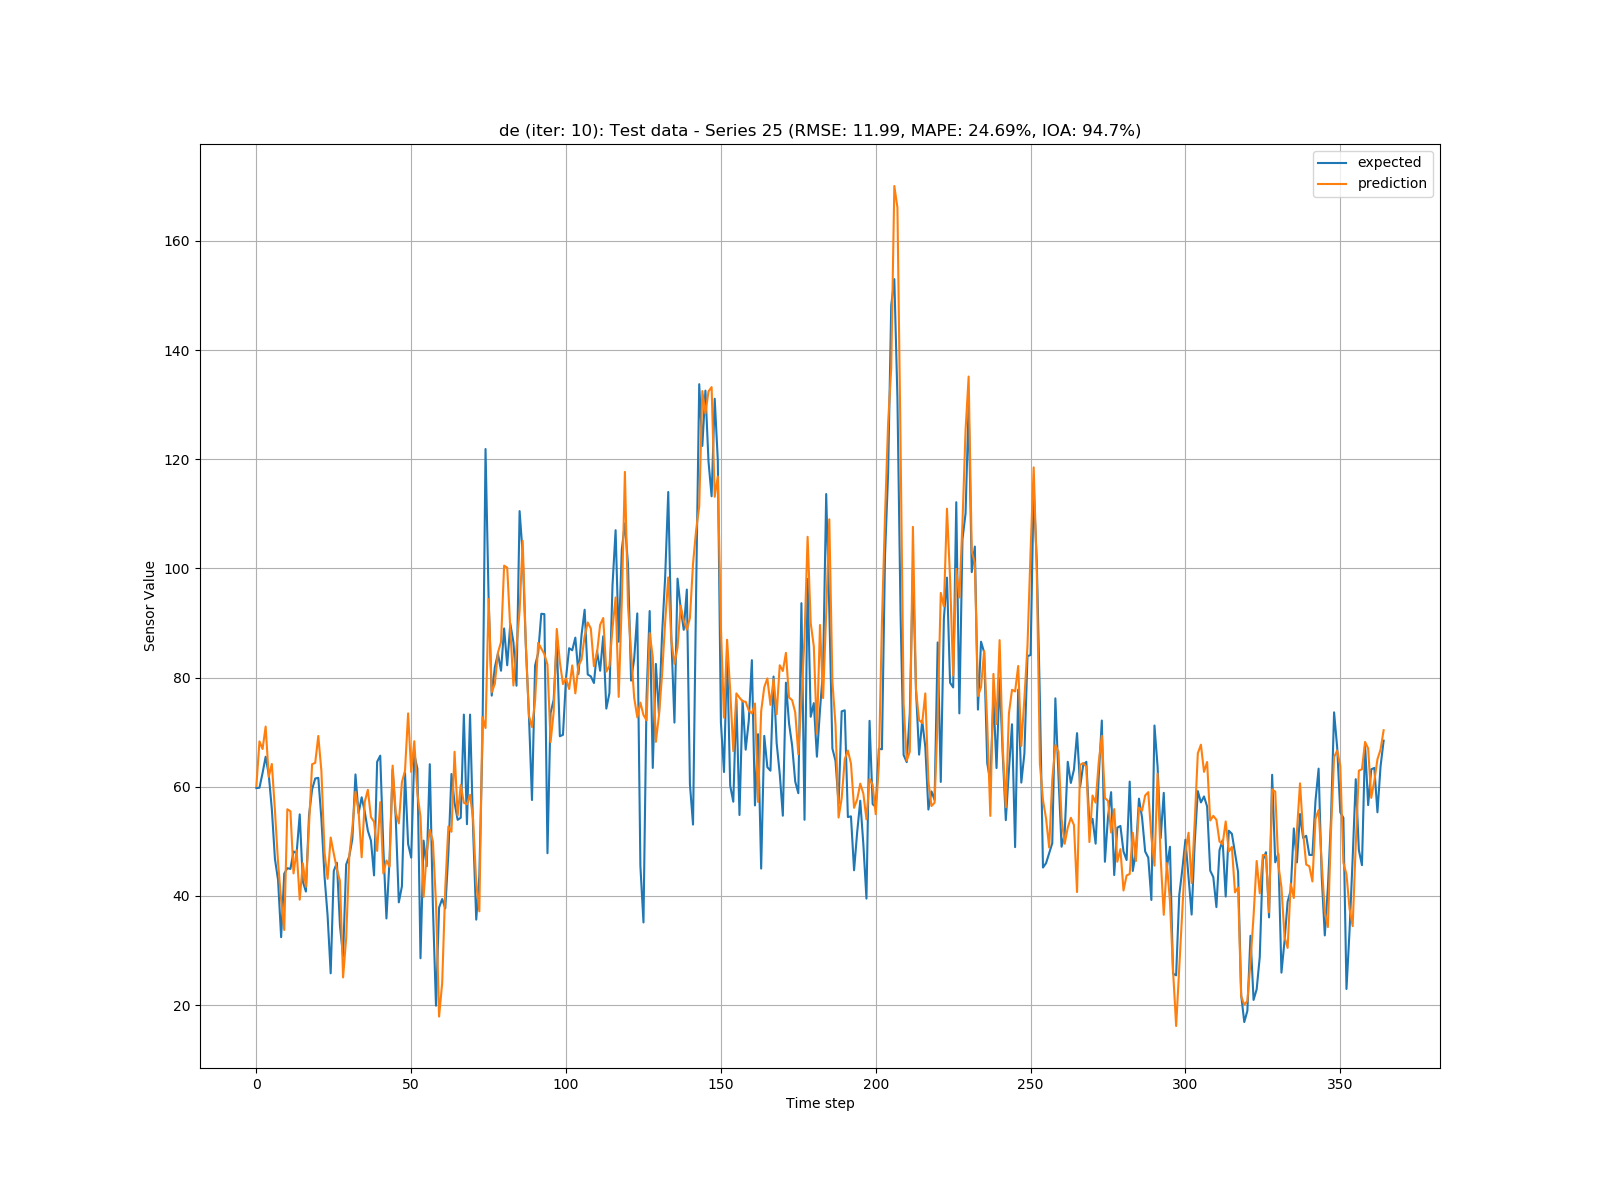 de (iter: 10): Test data - Series 25 (RMSE: 11.99, MAPE: 24.69%, IOA: 94.7%)
expected
prediction
160
140
120
100
80
60
40
20
Sensor Value
0 50 100 150 200 250 300 350
Time step